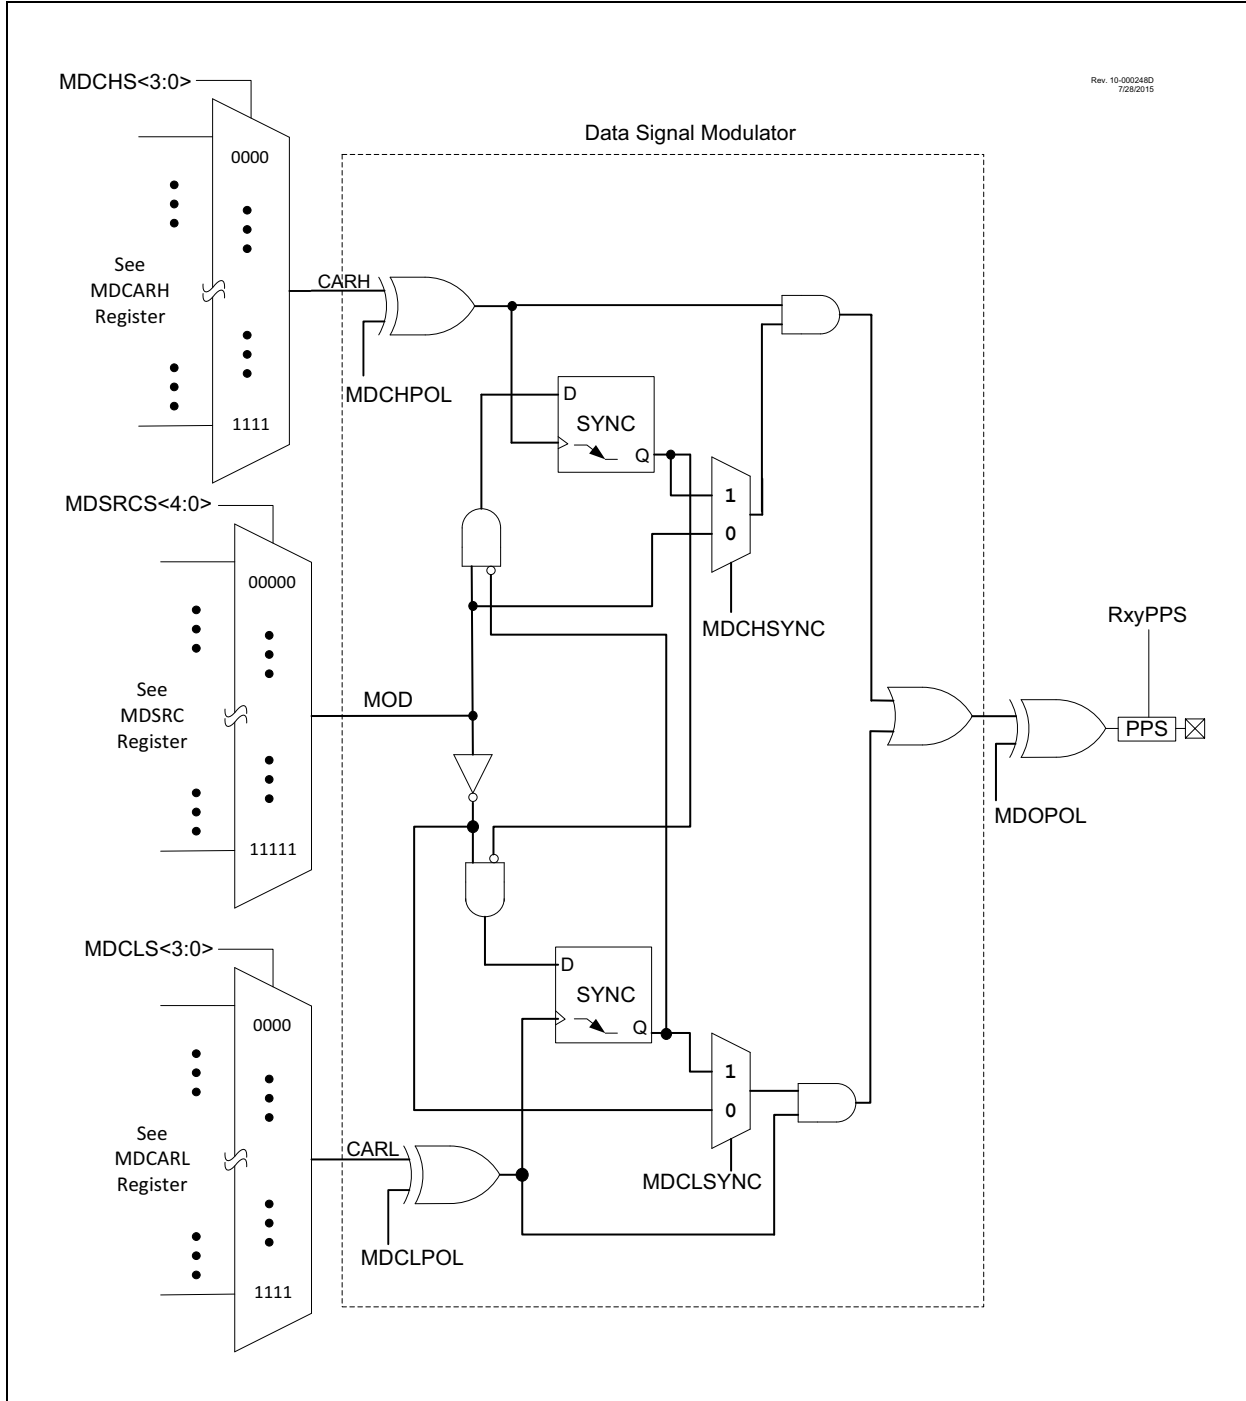 MDCHS<3:0>
Rev. 10-000248D
7/28/2015
Data Signal Modulator
0000
See
MDCARH
Register
CARH
MDCHPOL
1111
D
SYNC
Q
1
0
MDCHSYNC
MDSRCS<4:0>
00000
See
MDSRC
Register
MOD
11111
RxyPPS
PPS
MDOPOL
MDCLS<3:0>
0000
See
MDCARL
Register
CARL
MDCLPOL
1111
D
SYNC
Q
1
0
MDCLSYNC